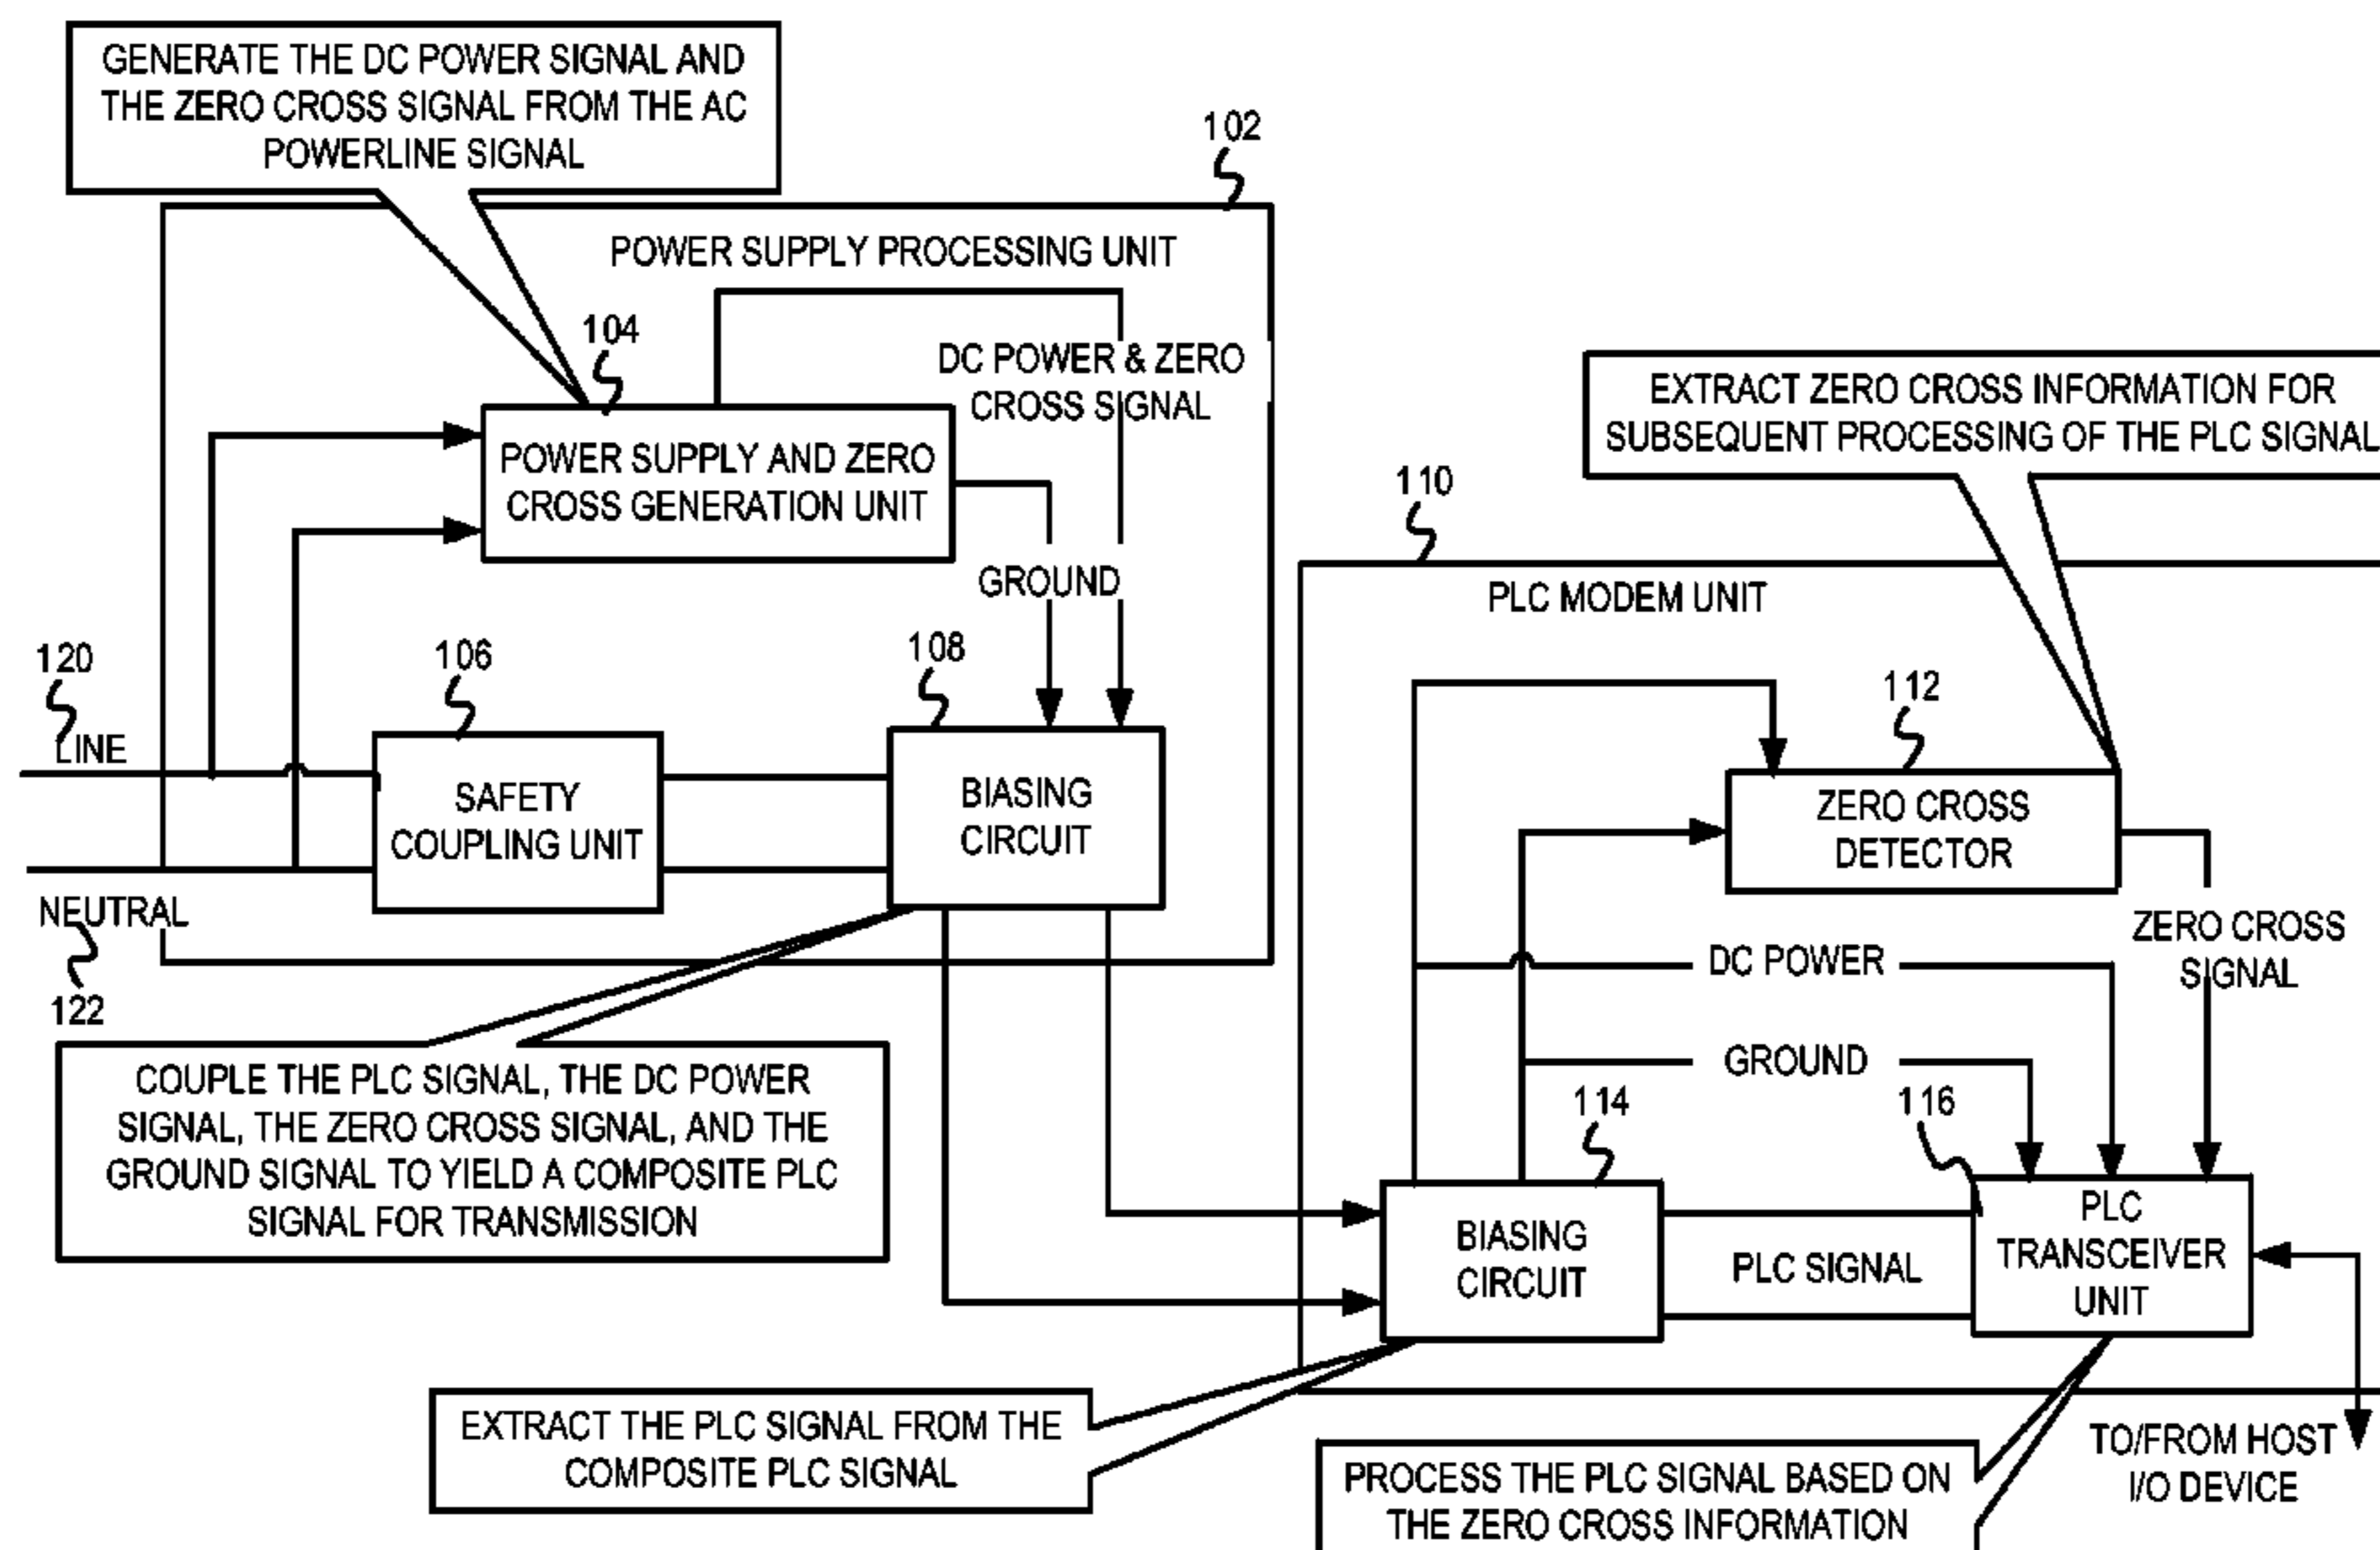 GENERATE THE DC POWER SIGNAL AND
THE ZERO CROSS SIGNAL FROM THE AC
POWERLINE SIGNAL
102
POWER SUPPLY PROCESSING UNIT
104
DC POWER & ZERO
CROSS SIGNAL
POWER SUPPLY AND ZERO
CROSS GENERATION UNIT
GROUND
120
LINE
106
108
SAFETY
COUPLING UNIT
BIASING
CIRCUIT
NEUTRAL
122
COUPLE THE PLC SIGNAL, THE DC POWER
SIGNAL, THE ZERO CROSS SIGNAL, AND THE
GROUND SIGNAL TO YIELD A COMPOSITE PLC
SIGNAL FOR TRANSMISSION
EXTRACT ZERO CROSS INFORMATION FOR
SUBSEQUENT PROCESSING OF THE PLC SIGNAL
110
PLC MODEM UNIT
112
ZERO CROSS
DETECTOR
ZERO CROSS
SIGNAL
DC POWER
GROUND
114
116
BIASING
CIRCUIT
PLC SIGNAL
PLC
TRANSCEIVER
UNIT
EXTRACT THE PLC SIGNAL FROM THE
COMPOSITE PLC SIGNAL
PROCESS THE PLC SIGNAL BASED ON
THE ZERO CROSS INFORMATION
TO/FROM HOST
I/O DEVICE